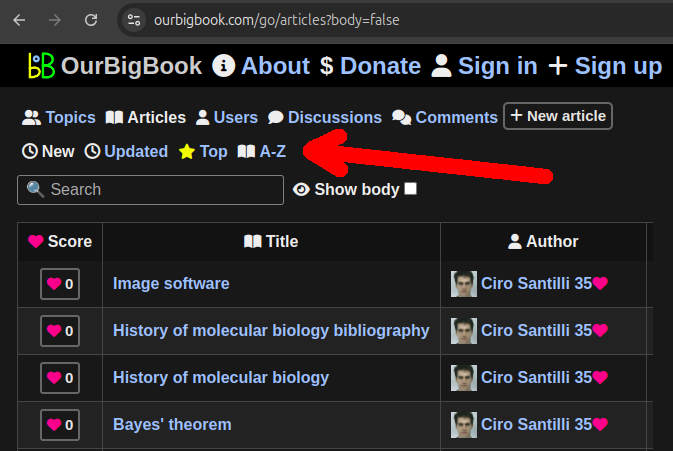 ourbigbook.com/go/articles?body=false
bB OurBigBook About $ Donate Sign in + Sign up
Topics Articles Users Discussions Comments + New article
New Updated Top A-Z
Search Show body
Score Title Author
0 Image software Ciro Santilli 35
0 History of molecular biology bibliography Ciro Santilli 35
0 History of molecular biology Ciro Santilli 35
0 Bayes' theorem Ciro Santilli 35